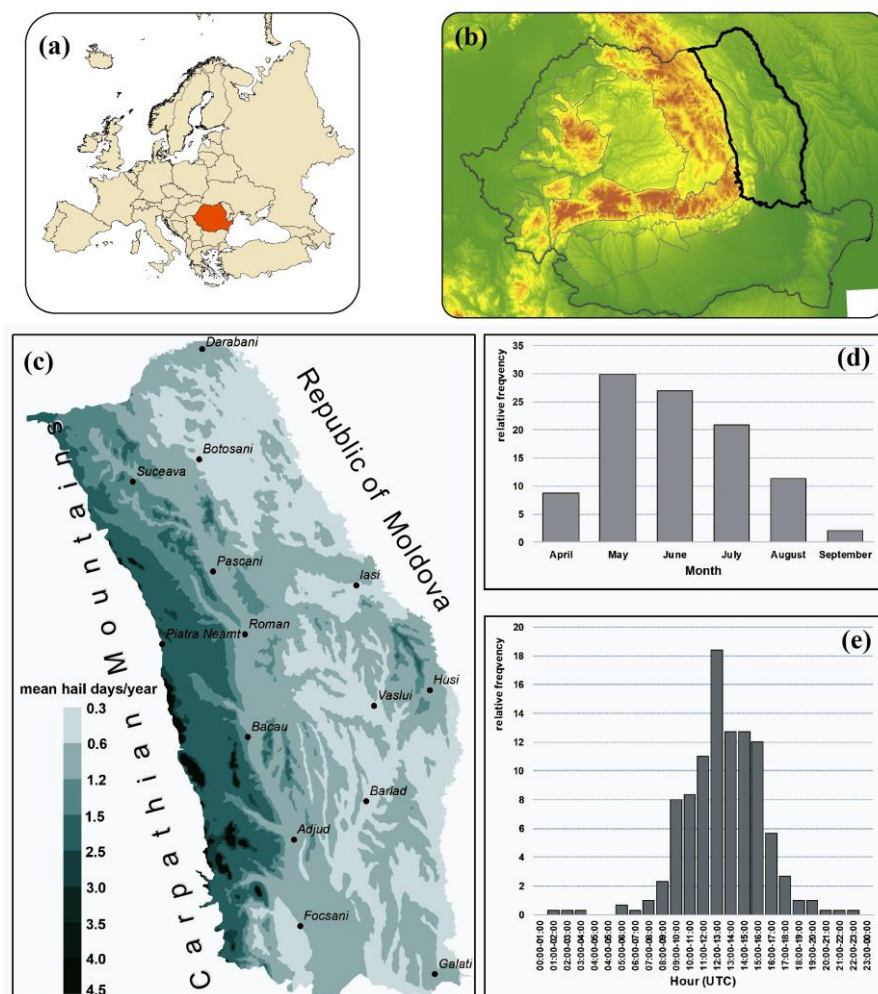 (a)
(b)
(c)
Darabani
Botosani
Suceava
Pascani
Iasi
Roman
Piatra Neamt
Husi
Vaslui
Bacau
Barlad
Adjud
Focsani
Galati
Republic of Moldova
Carpathian Mountains
mean hail days/year
0.3
0.6
1.2
1.5
2.5
3.0
4.5
(d)
relative freqvency
35
30
25
20
15
10
5
0
April May June July August September
Month
(e)
relative freqvency
20
18
16
14
12
10
8
6
4
2
0
00:00-01:00
01:00-02:00
02:00-03:00
03:00-04:00
04:00-05:00
05:00-06:00
06:00-07:00
07:00-08:00
08:00-09:00
09:00-10:00
10:00-11:00
11:00-12:00
12:00-13:00
13:00-14:00
14:00-15:00
15:00-16:00
16:00-17:00
17:00-18:00
18:00-19:00
19:00-20:00
20:00-21:00
21:00-22:00
22:00-23:00
23:00-00:00
Hour (UTC)